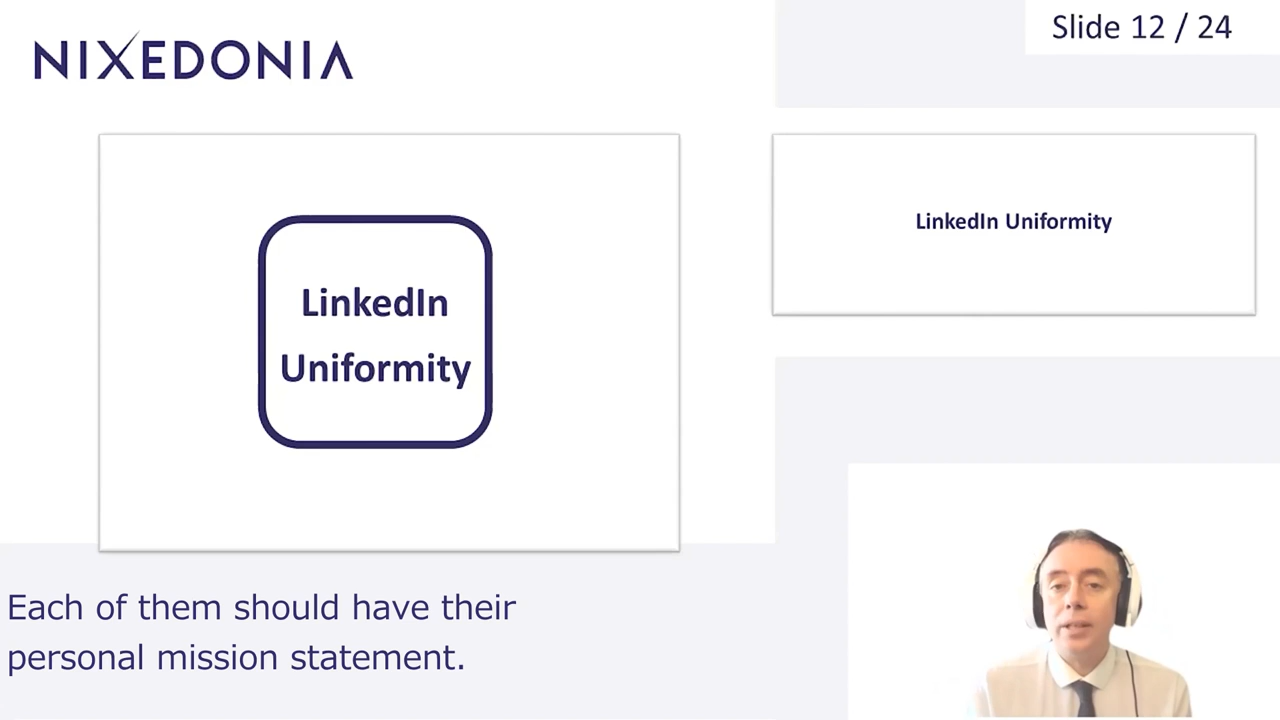 NIXEDONIA
Slide 12 / 24
LinkedIn
Uniformity
LinkedIn Uniformity
Each of them should have their
personal mission statement.